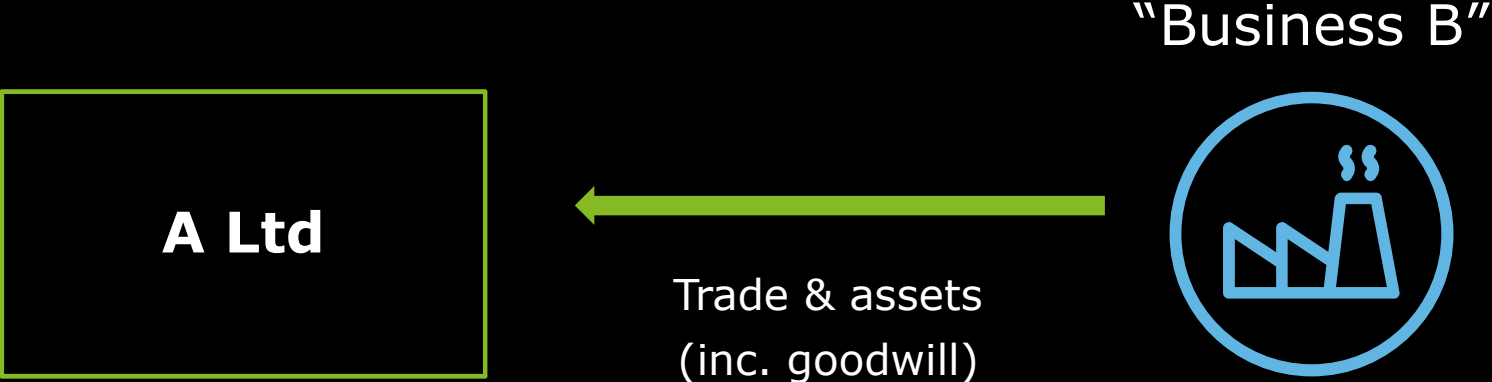 “Business B”
A Ltd
Trade & assets
(inc. goodwill)